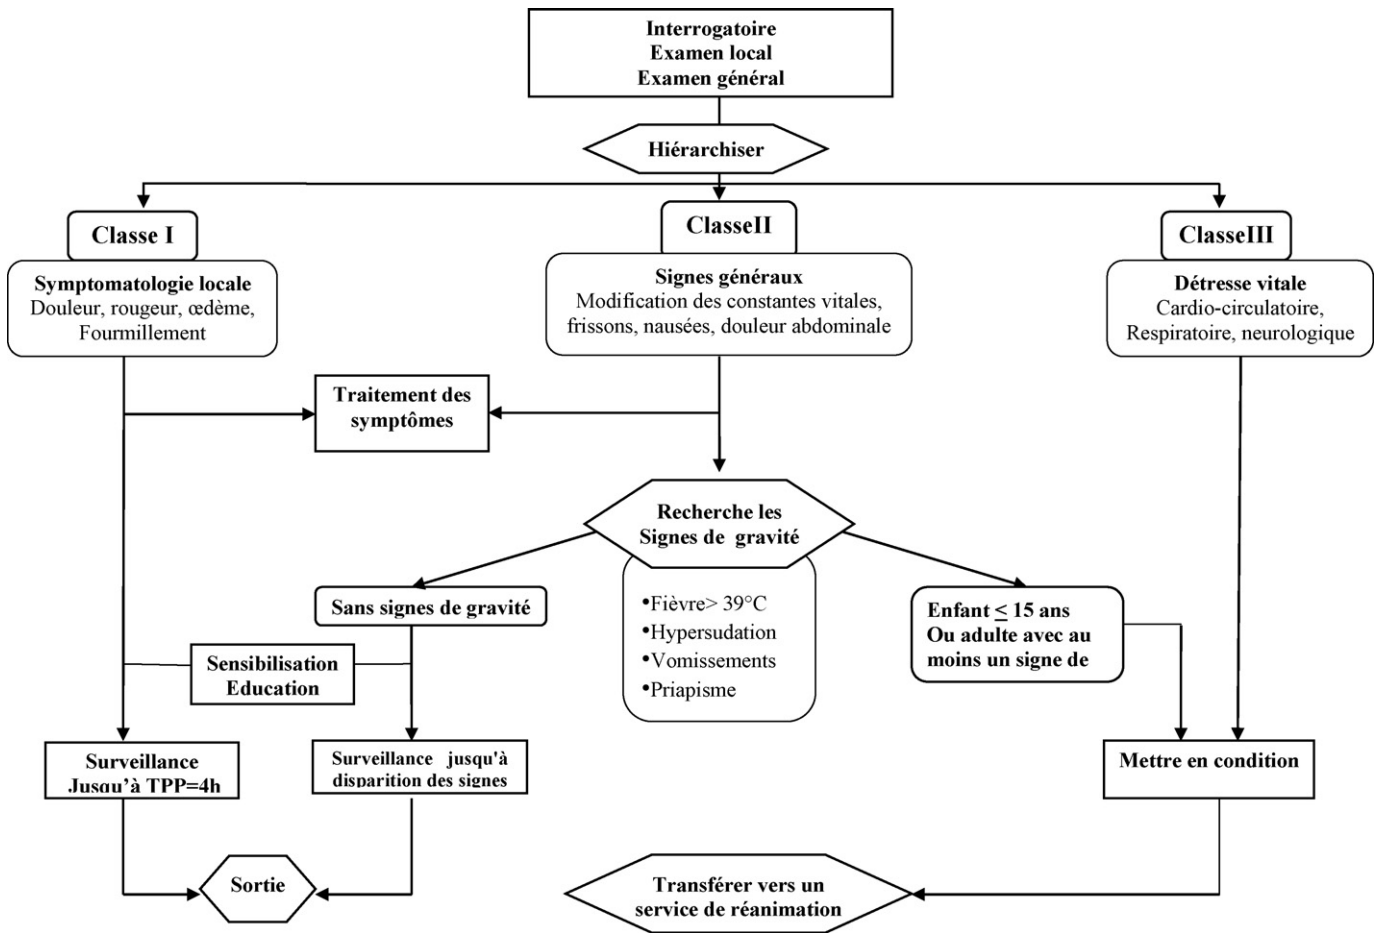 Interrogatoire
Examen local
Examen général
Hiérarchiser
Classe I
ClasseII
ClasseIII
Symptomatologie locale
Douleur, rougeur, œdème,
Fourmillement
Signes généraux
Modification des constantes vitales,
frissons, nausées, douleur abdominale
Détresse vitale
Cardio-circulatoire,
Respiratoire, neurologique
Traitement des
symptômes
Recherche les
Signes de gravité
•Fièvre> 39°C
•Hypersudation
•Vomissements
•Priapisme
Sans signes de gravité
Enfant ≤ 15 ans
Ou adulte avec au
moins un signe de
Sensibilisation
Education
Surveillance
Jusqu'à TPP=4h
Surveillance jusqu'à
disparition des signes
Mettre en condition
Sortie
Transférer vers un
service de réanimation